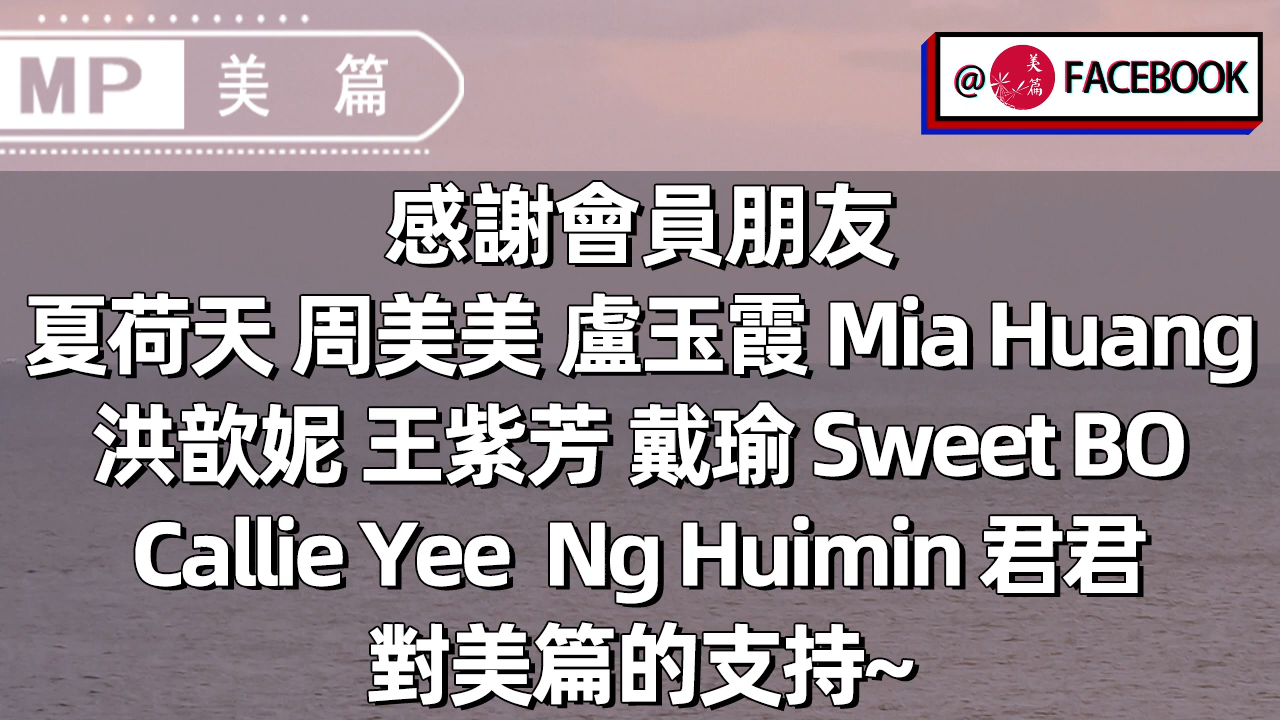 MP 美篇
@ 美篇 FACEBOOK
感謝會員朋友
夏荷天 周美美 盧玉霞 Mia Huang
洪歆妮 王紫芳 戴瑜 Sweet BO
Callie Yee Ng Huimin 君君
對美篇的支持~